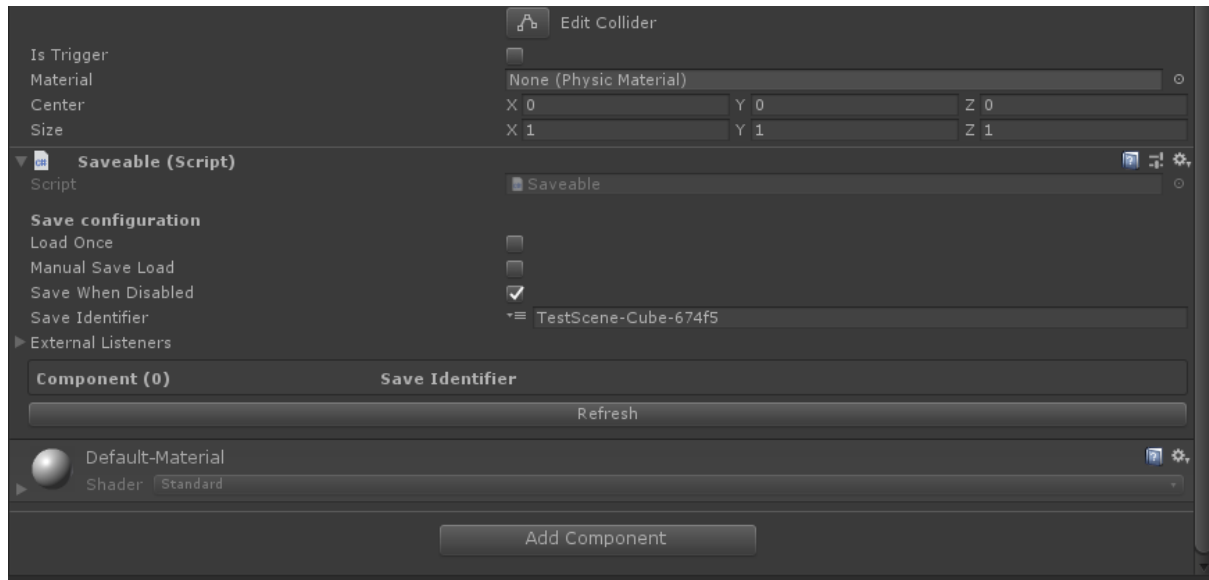 Edit Collider
Is Trigger
Material None (Physic Material)
Center X 0 Y 0 Z 0
Size X 1 Y 1 Z 1
c# Saveable (Script)
Script Saveable
Save configuration
Load Once
Manual Save Load
Save When Disabled
Save Identifier TestScene-Cube-674f5
External Listeners
Component (0) Save Identifier
Refresh
Default-Material
Shader Standard
Add Component